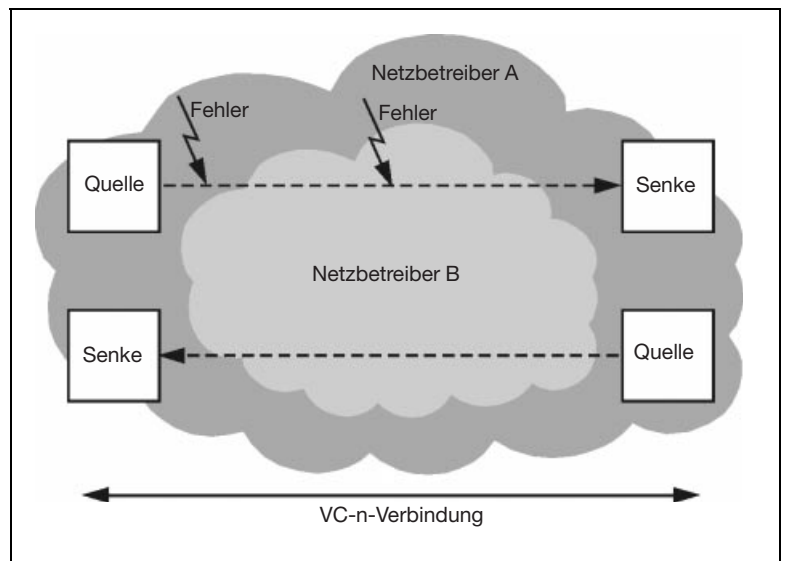 Netzbetreiber A
Fehler
Fehler
Quelle
Senke
Netzbetreiber B
Senke
Quelle
VC-n-Verbindung